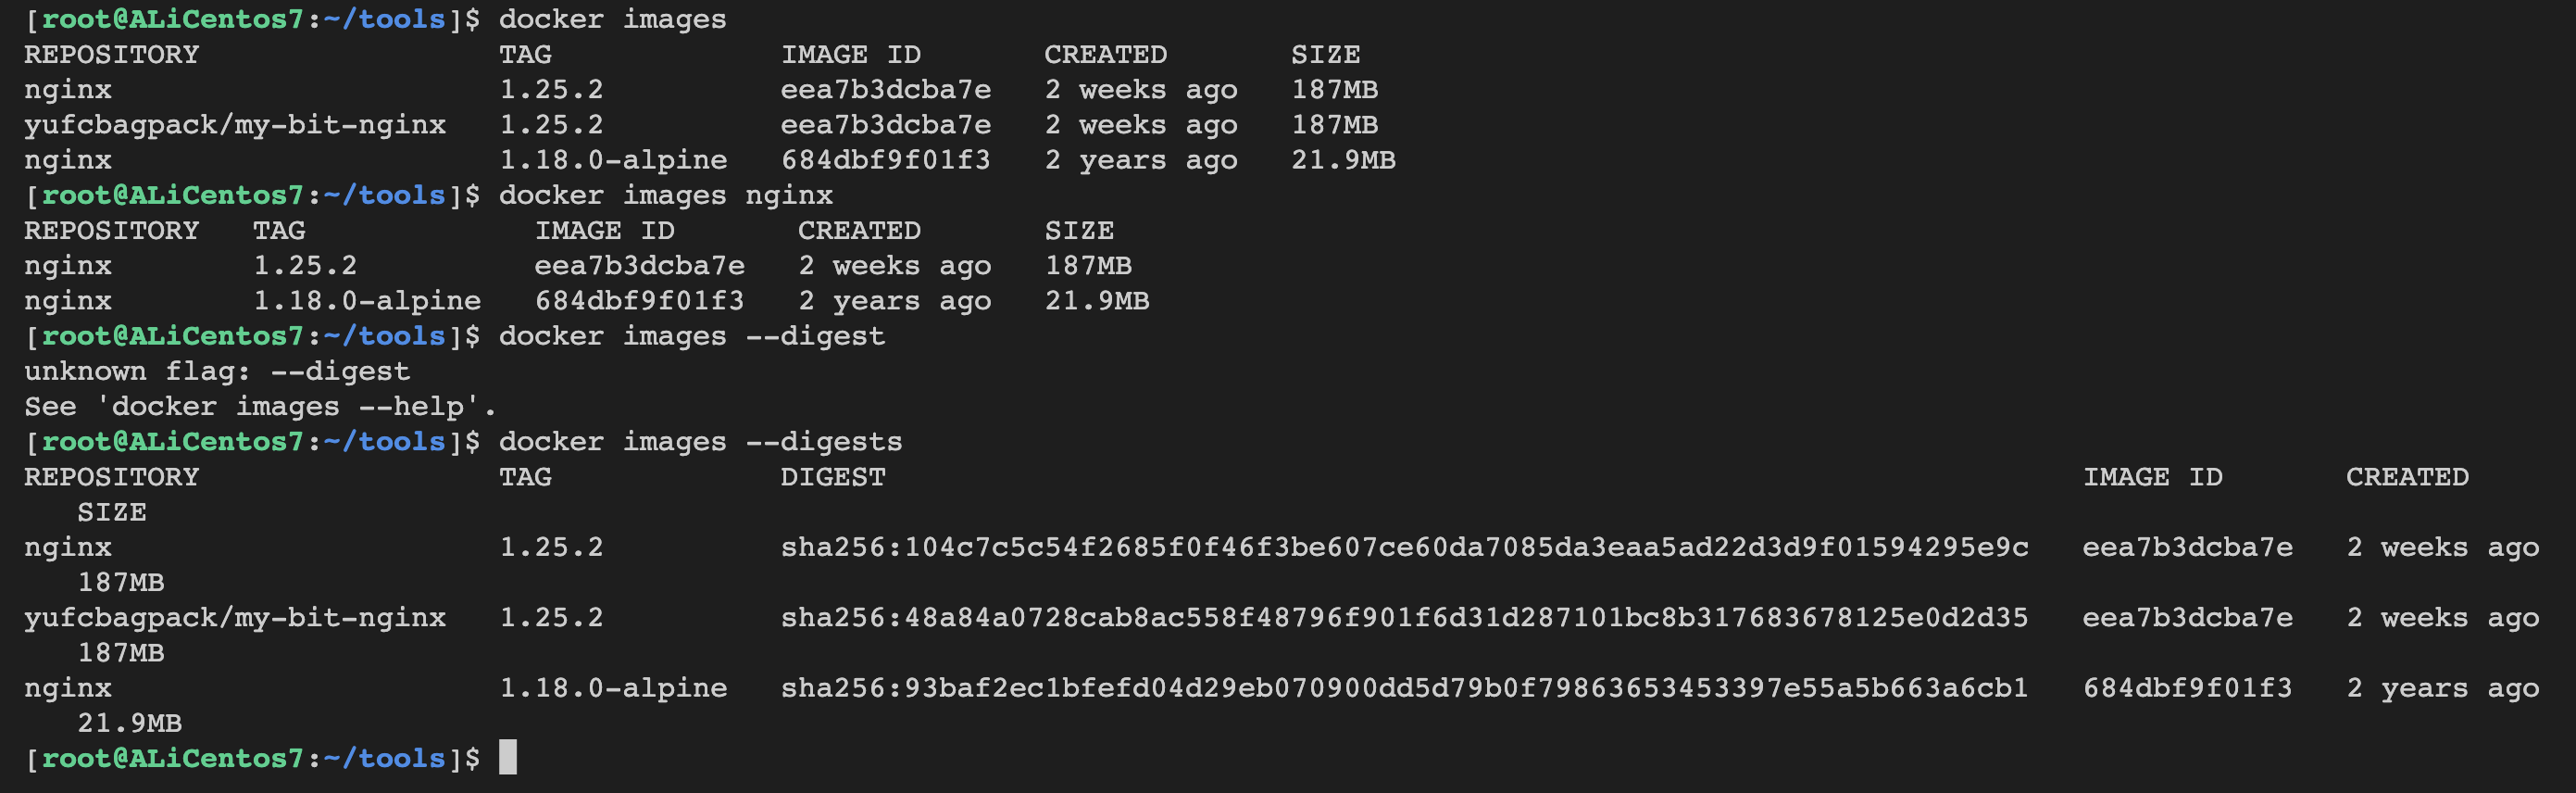 [root@ALiCentos7:~/tools]$ docker images
REPOSITORY                 TAG             IMAGE ID       CREATED       SIZE
nginx                      1.25.2          eea7b3dcba7e   2 weeks ago   187MB
yufcbagpack/my-bit-nginx   1.25.2          eea7b3dcba7e   2 weeks ago   187MB
nginx                      1.18.0-alpine   684dbf9f01f3   2 years ago   21.9MB
[root@ALiCentos7:~/tools]$ docker images nginx
REPOSITORY   TAG             IMAGE ID       CREATED       SIZE
nginx        1.25.2          eea7b3dcba7e   2 weeks ago   187MB
nginx        1.18.0-alpine   684dbf9f01f3   2 years ago   21.9MB
[root@ALiCentos7:~/tools]$ docker images --digest
unknown flag: --digest
See 'docker images --help'.
[root@ALiCentos7:~/tools]$ docker images --digests
REPOSITORY                 TAG             DIGEST                                                                    IMAGE ID       CREATED
   SIZE
nginx                      1.25.2          sha256:104c7c5c54f2685f0f46f3be607ce60da7085da3eaa5ad22d3d9f01594295e9c   eea7b3dcba7e   2 weeks ago
   187MB
yufcbagpack/my-bit-nginx   1.25.2          sha256:48a84a0728cab8ac558f48796f901f6d31d287101bc8b317683678125e0d2d35   eea7b3dcba7e   2 weeks ago
   187MB
nginx                      1.18.0-alpine   sha256:93baf2ec1bfefd04d29eb070900dd5d79b0f79863653453397e55a5b663a6cb1   684dbf9f01f3   2 years ago
   21.9MB
[root@ALiCentos7:~/tools]$